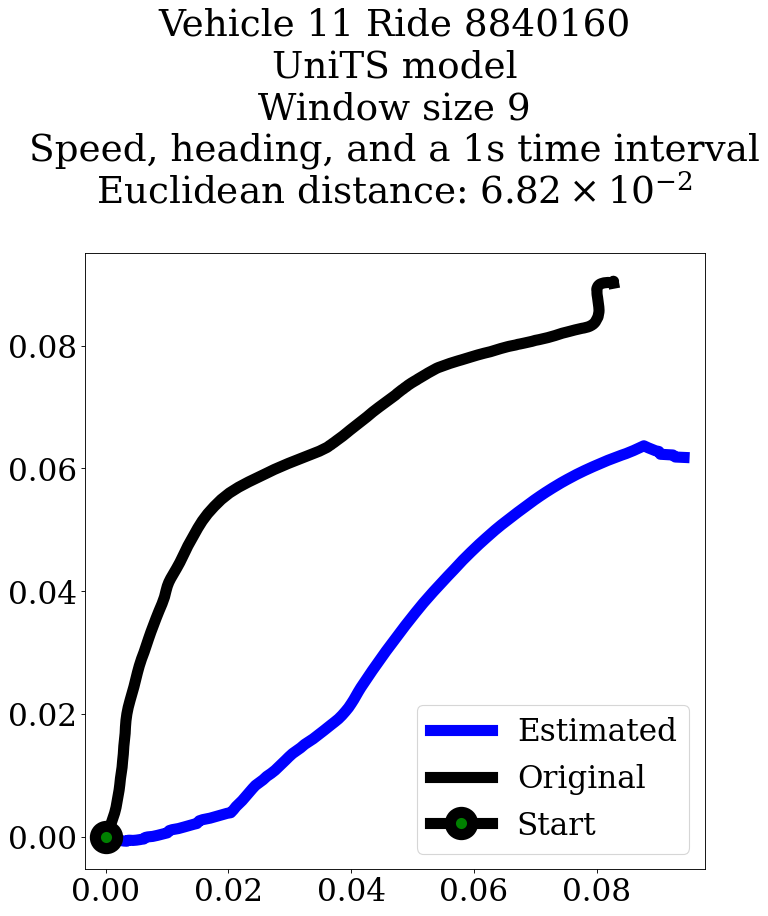 Vehicle 11 Ride 8840160
UniTS model
Window size 9
Speed, heading, and a 1s time interval
Euclidean distance: 6.82 × 10⁻²
0.08
0.06
0.04
0.02
0.00
Estimated
Original
Start
0.00 0.02 0.04 0.06 0.08